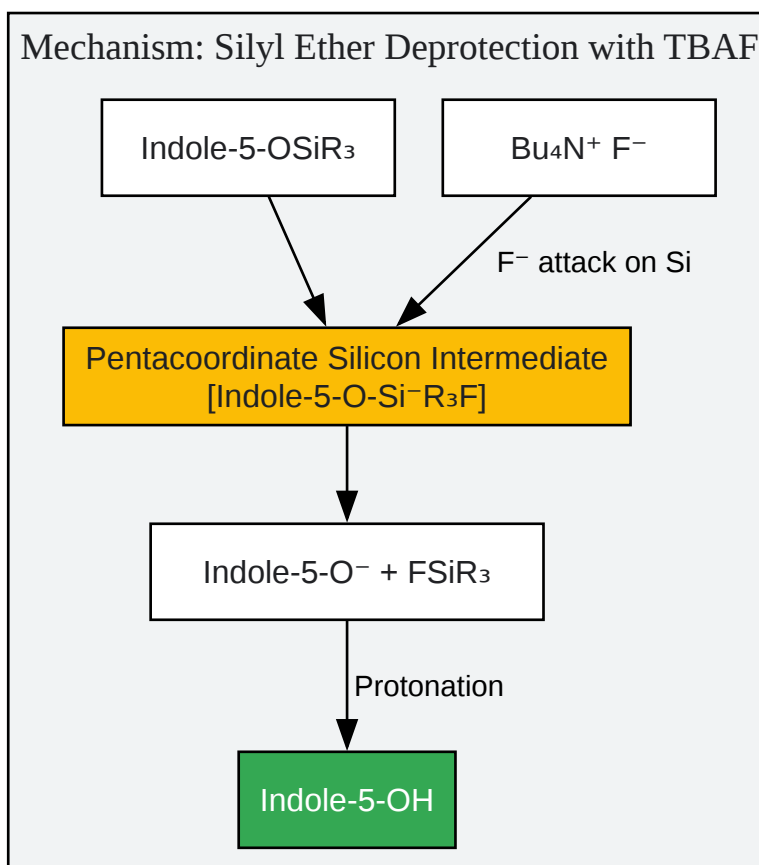 Mechanism: Silyl Ether Deprotection with TBAF
Indole-5-OSiR₃
Bu₄N⁺ F⁻
F⁻ attack on Si
Pentacoordinate Silicon Intermediate
[Indole-5-O-Si⁻R₃F]
Indole-5-O⁻ + FSiR₃
Protonation
Indole-5-OH